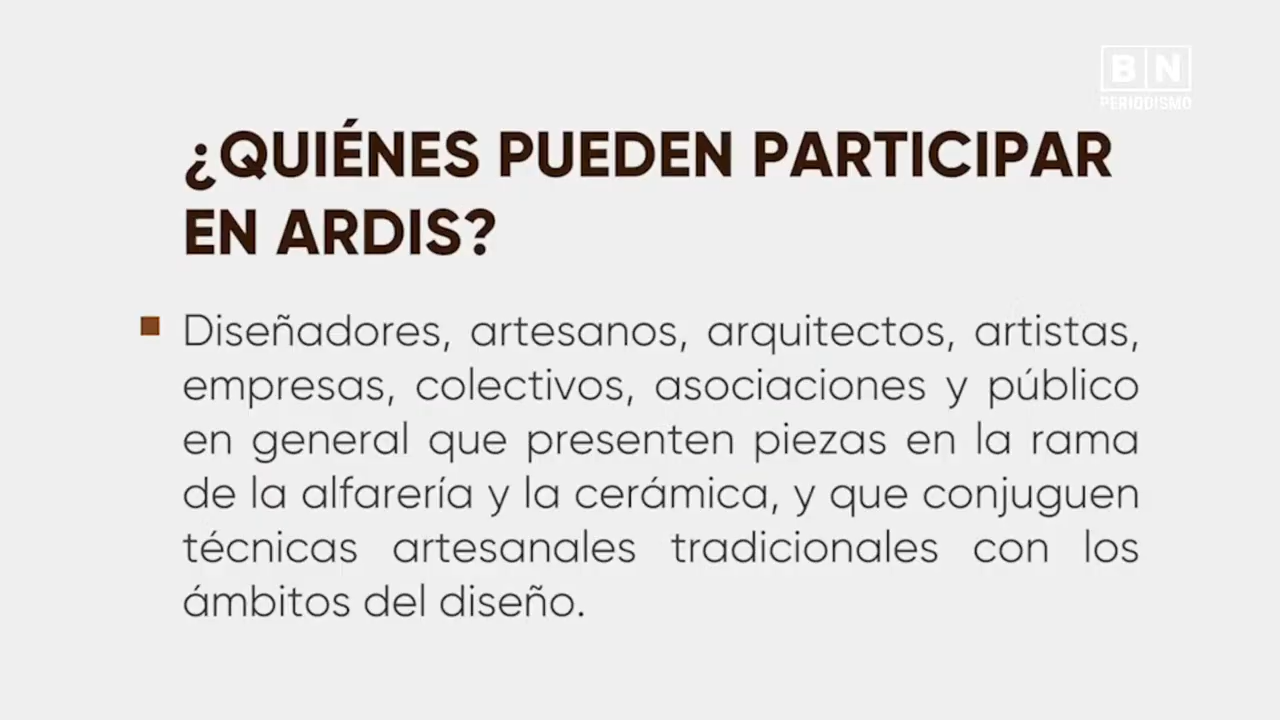 B N
PERIODISMO
¿QUIÉNES PUEDEN PARTICIPAR
EN ARDIS?
Diseñadores, artesanos, arquitectos, artistas,
empresas, colectivos, asociaciones y público
en general que presenten piezas en la rama
de la alfarería y la cerámica, y que conjuguen
técnicas artesanales tradicionales con los
ámbitos del diseño.